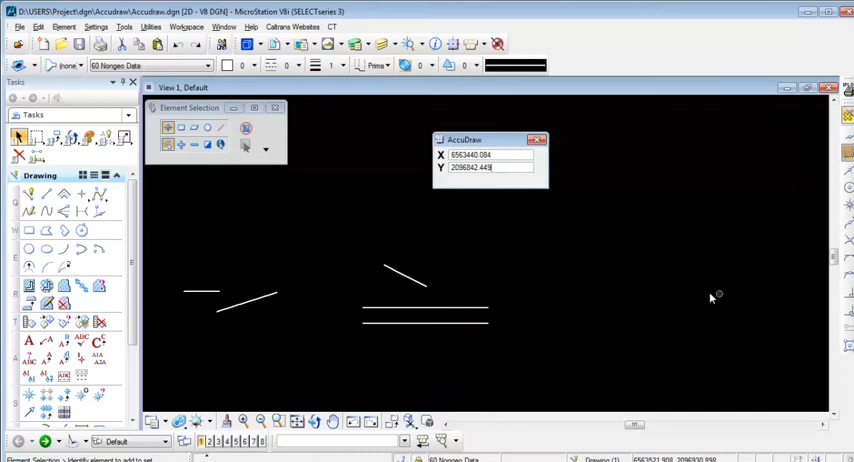 D:\USERS\Project\dgn\Accudraw\Accudraw.dgn [2D - V8 DGN] - MicroStation V8i (SELECTseries 3)
File Edit Element Settings Tools Utilities Workspace Window Help Caltrans Websites CT
(none) 60 Nongeo Data 0 0 1 Prima 0 0
Tasks
View 1, Default
Tasks
Element Selection
AccuDraw
X 6563440.084
Y 2096842.449
Drawing
Q
W
E
R
T
A
S
Default
1 2 3 4 5 6 7 8
Element Selection > Identify element to add to set
60 Nongeo Data
Drawing (1)
6563521.908, 2096930.898